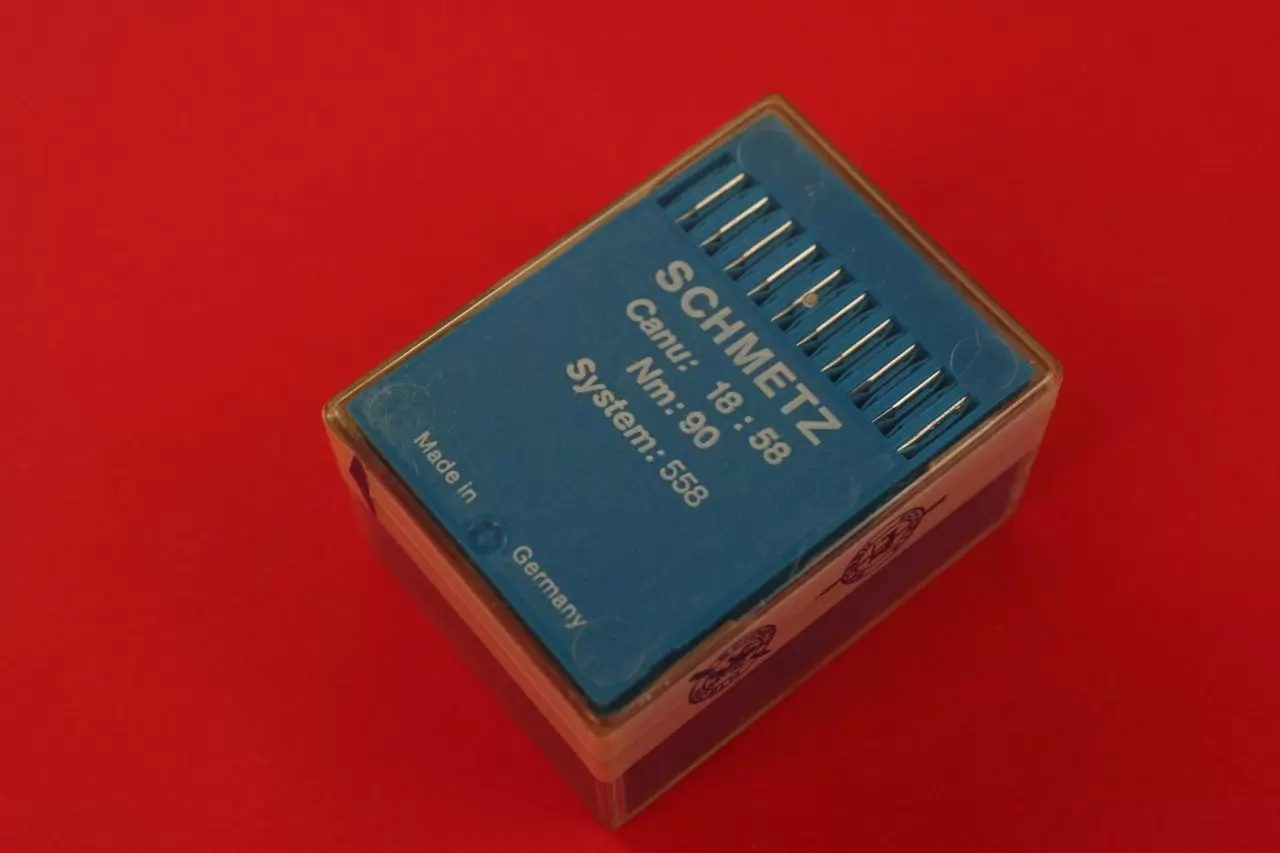 SCHMETZ
Canu: 18:58
Nm: 90
System: 558
Made in Germany